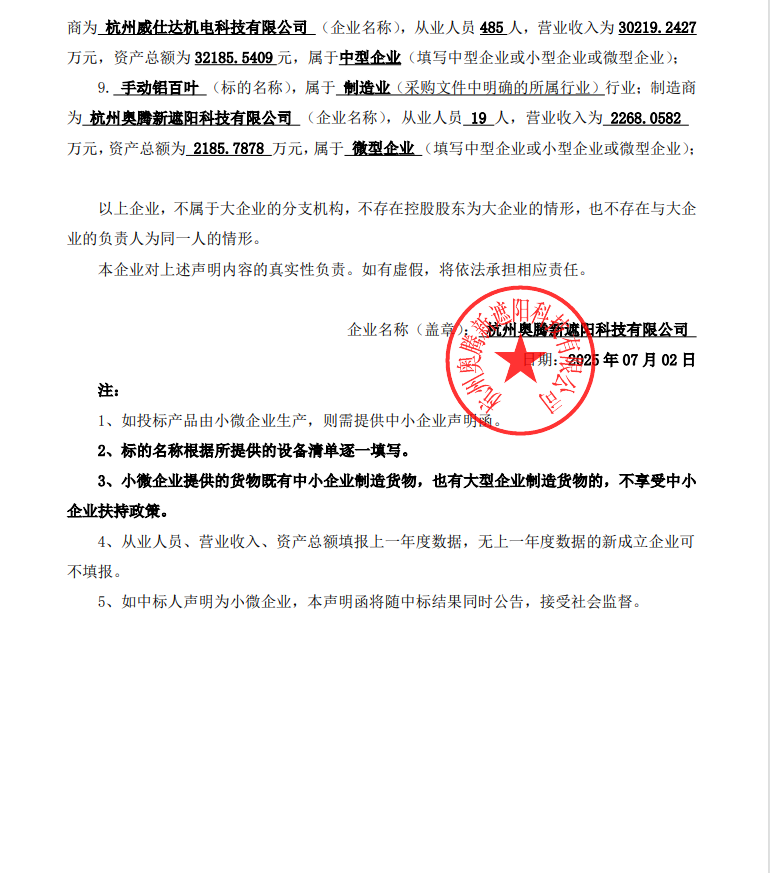 商为 杭州威仕达机电科技有限公司 （企业名称），从业人员 485 人，营业收入为 30219.2427
万元，资产总额为 32185.5409 元，属于中型企业（填写中型企业或小型企业或微型企业）；
9. 手动铝百叶 （标的名称），属于 制造业（采购文件中明确的所属行业）行业；制造商
为 杭州奥腾新遮阳科技有限公司 （企业名称），从业人员 19 人，营业收入为 2268.0582
万元，资产总额为 2185.7878 万元，属于 微型企业 （填写中型企业或小型企业或微型企业）；
以上企业，不属于大企业的分支机构，不存在控股股东为大企业的情形，也不存在与大企
业的负责人为同一人的情形。
本企业对上述声明内容的真实性负责。如有虚假，将依法承担相应责任。
企业名称（盖章）： 杭州奥腾新遮阳科技有限公司
日期： 2025 年 07 月 02 日
杭州奥腾新遮阳科技有限公司
注：
1、如投标产品由小微企业生产，则需提供中小企业声明函。
2、标的名称根据所提供的设备清单逐一填写。
3、小微企业提供的货物既有中小企业制造货物，也有大型企业制造货物的，不享受中小
企业扶持政策。
4、从业人员、营业收入、资产总额填报上一年度数据，无上一年度数据的新成立企业可
不填报。
5、如中标人声明为小微企业，本声明函将随中标结果同时公告，接受社会监督。